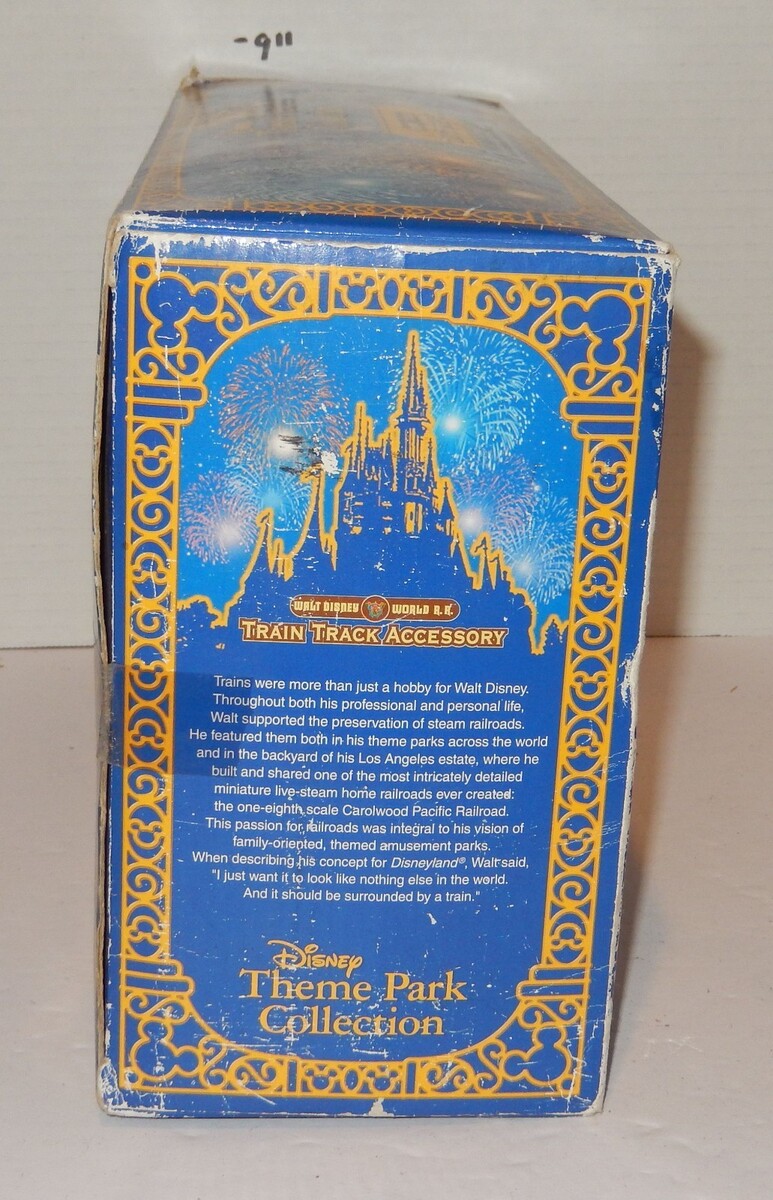 - 9"
WALT DISNEY WORLD R.R.
TRAIN TRACK ACCESSORY
Trains were more than just a hobby for Walt Disney.
Throughout both his professional and personal life,
Walt supported the preservation of steam railroads.
He featured them both in his theme parks across the world
and in the backyard of his Los Angeles estate, where he
built and shared one of the most intricately detailed
miniature live-steam home railroads ever created:
the one-eighth scale Carolwood Pacific Railroad.
This passion for railroads was integral to his vision of
family-oriented, themed amusement parks.
When describing his concept for Disneyland®, Walt said,
"I just want it to look like nothing else in the world.
And it should be surrounded by a train."
Disney
Theme Park
Collection